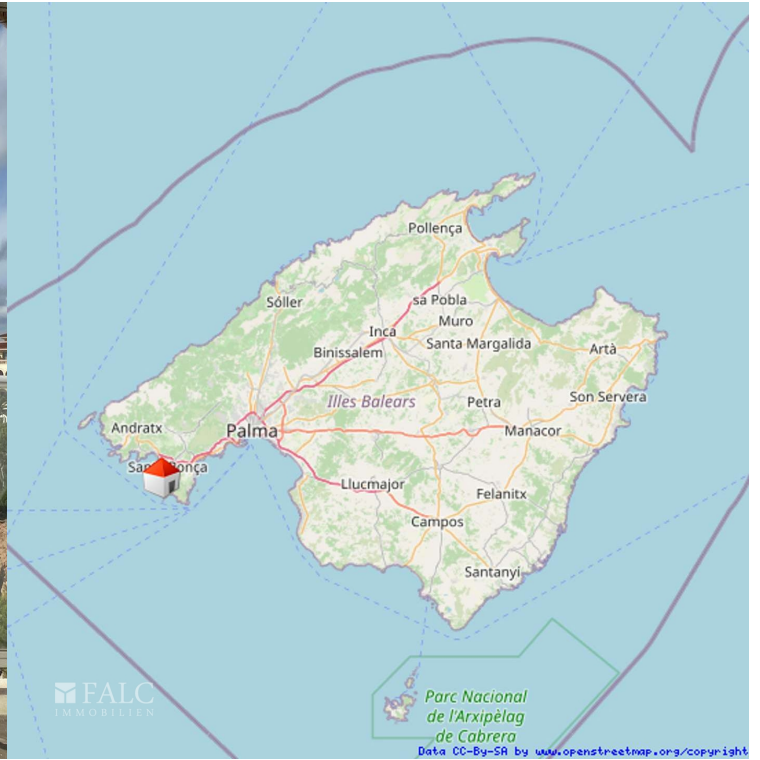 Pollença
Sóller
sa Pobla
Muro
Inca
Santa Margalida
Binissalem
Artà
Illes Balears
Petra
Son Servera
Andratx
Palma
Manacor
Llucmajor
Felanitx
Campos
Santanyí
FALC
IMMOBILIEN
Parc Nacional
de l'Arxipèlag
de Cabrera
Data CC-By-SA by www.openstreetmap.org/copyright